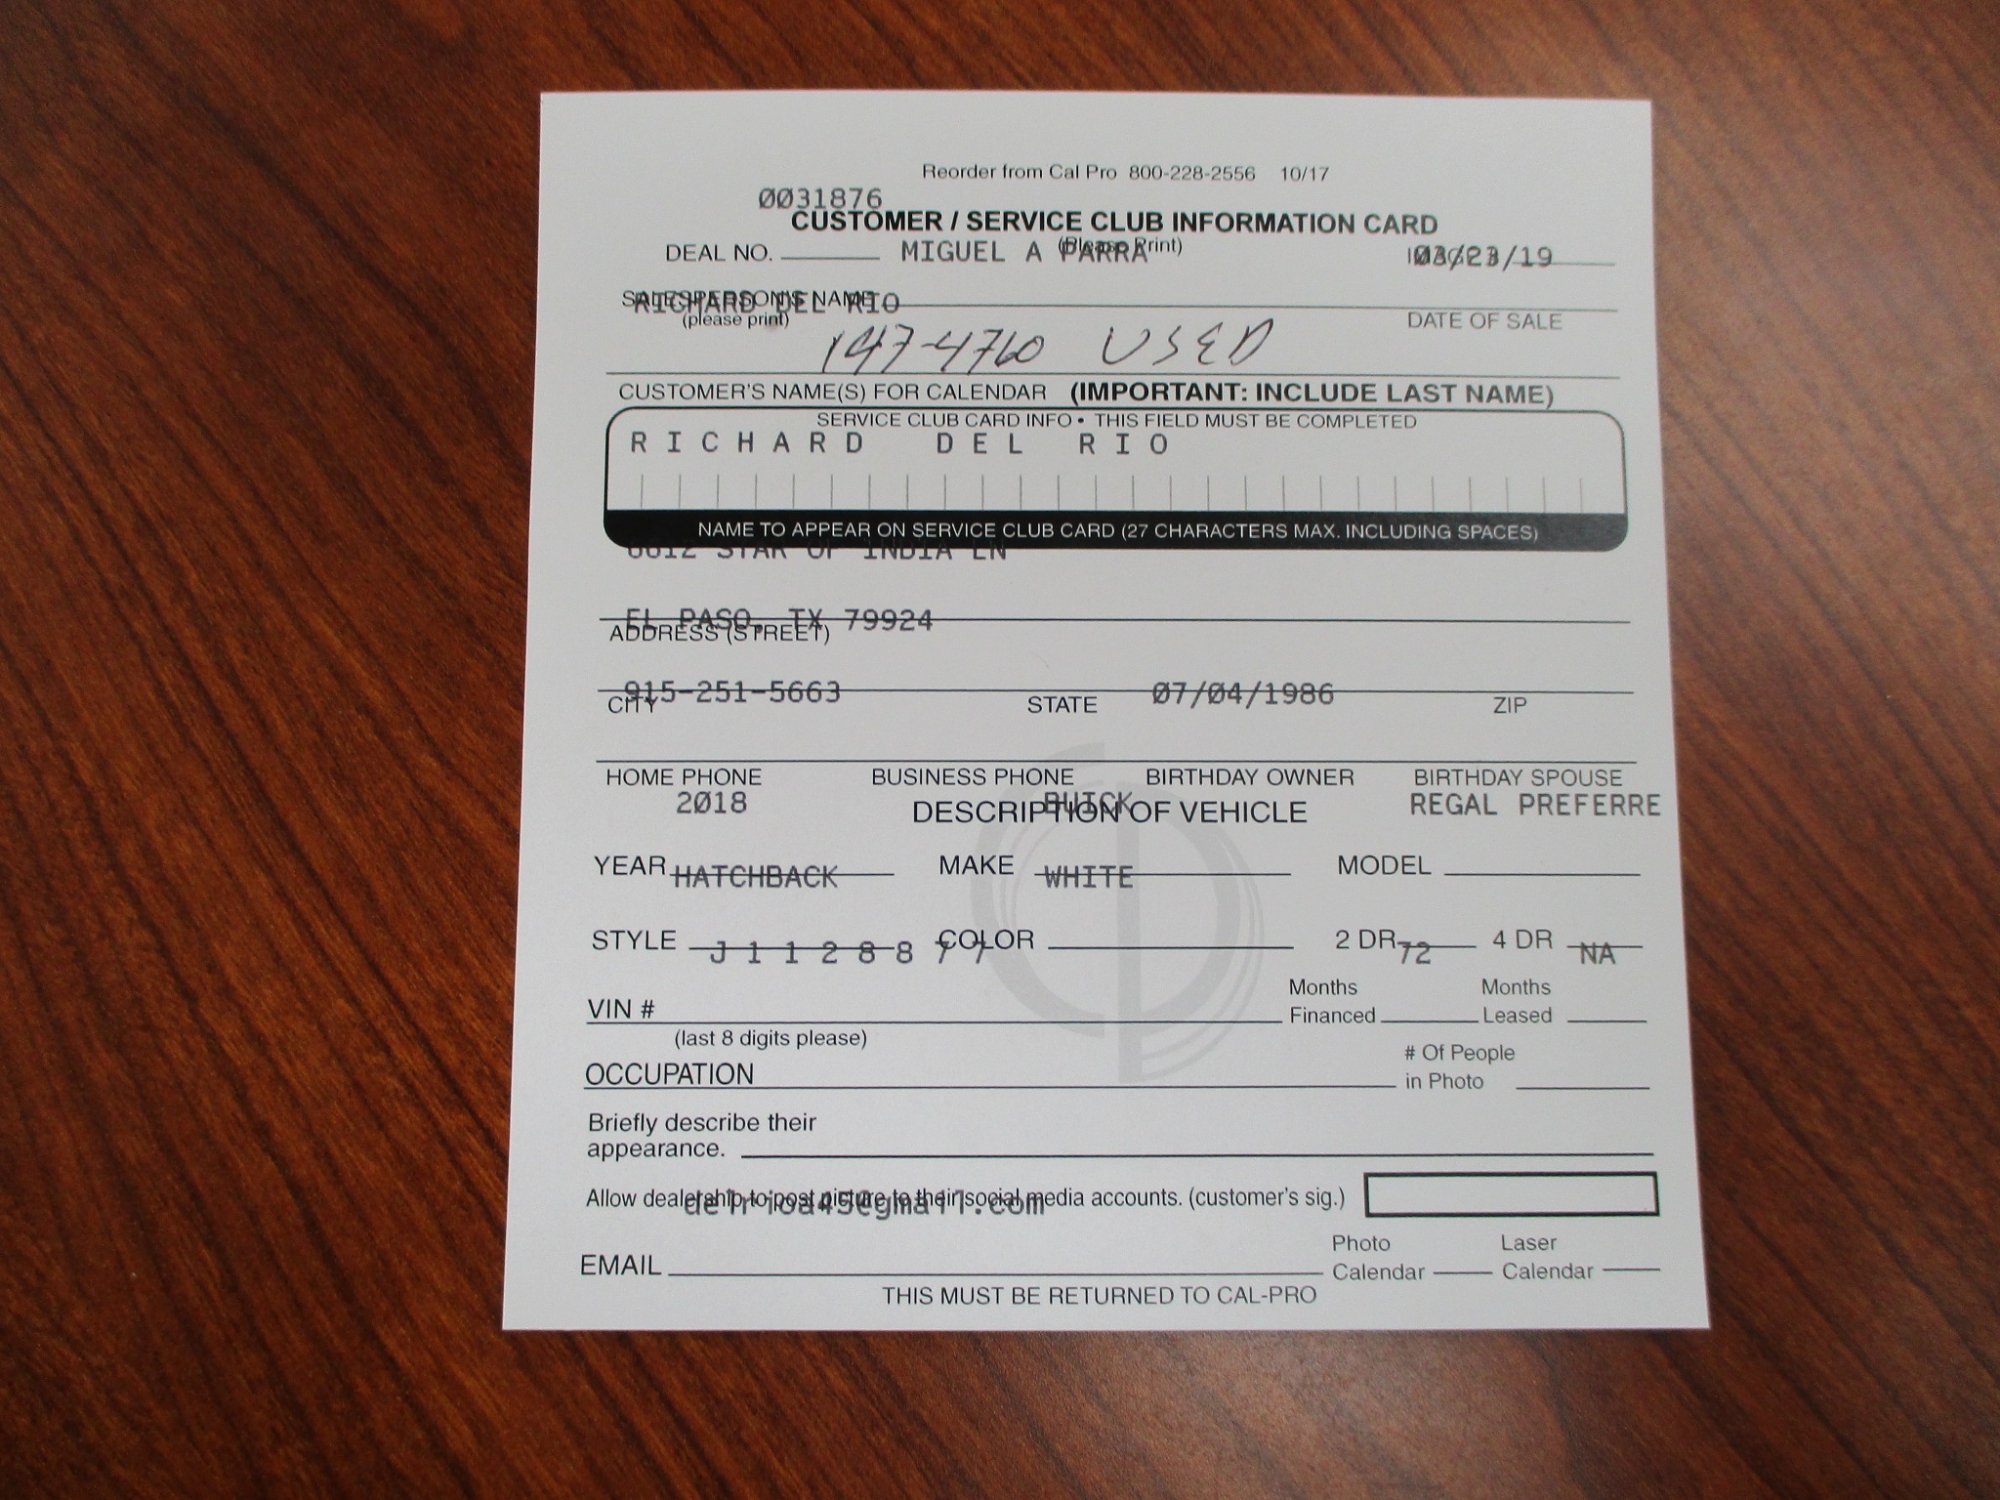 Reorder from Cal Pro 800-228-2556 10/17
0031876
CUSTOMER / SERVICE CLUB INFORMATION CARD
(Please Print)
DEAL NO. MIGUEL A PARRA 03/23/19
SALESPERSON'S NAME
RICHARD DEL RIO
(please print) DATE OF SALE
147-4760 USED
CUSTOMER'S NAME(S) FOR CALENDAR (IMPORTANT: INCLUDE LAST NAME)
SERVICE CLUB CARD INFO • THIS FIELD MUST BE COMPLETED
RICHARD DEL RIO
NAME TO APPEAR ON SERVICE CLUB CARD (27 CHARACTERS MAX. INCLUDING SPACES)
STAR OF INDIA LN
EL PASO, TX 79924
ADDRESS (STREET)
915-251-5663 07/04/1986
CITY STATE ZIP
HOME PHONE BUSINESS PHONE BIRTHDAY OWNER BIRTHDAY SPOUSE
2018 BUICK REGAL PREFERRE
DESCRIPTION OF VEHICLE
YEAR MAKE MODEL
HATCHBACK WHITE
STYLE COLOR 2 DR 4 DR
J1128877 72 NA
Months Months
VIN # Financed Leased
(last 8 digits please)
# Of People
OCCUPATION in Photo
Briefly describe their
appearance.
Allow dealership to post picture to their social media accounts. (customer's sig.)
delrioa45@gmail.com
Photo Laser
EMAIL Calendar Calendar
THIS MUST BE RETURNED TO CAL-PRO